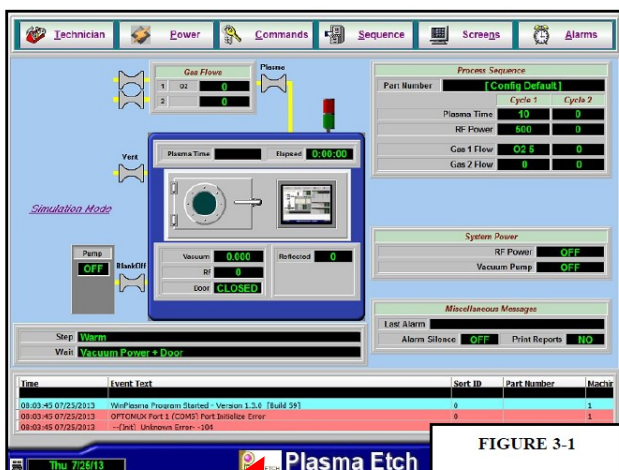 Technician Power Commands Sequence Screens Alarms
Gas Flows
1 O2 0
2 0
Plasma
Process Sequence
Part Number [Config Default]
Cycle 1 Cycle 2
Plasma Time 10 0
RF Power 500 0
Gas 1 Flow O2 5 0
Gas 2 Flow 0 0
Vent
Plasma Time Elapsed 0:00:00
Simulation Mode
Pump
OFF
BlankOff
Vacuum 0.000 Reflected 0
RF 0
Door CLOSED
System Power
RF Power OFF
Vacuum Pump OFF
Miscellaneous Messages
Last Alarm
Alarm Silence OFF Print Reports NO
Step Warm
Wait Vacuum Power + Door
Time Event Text Sort ID Part Number Machin
08:03:45 07/25/2013 WinPlasma Program Started - Version 1.3.0 [Build 59] 0 1
08:03:45 07/25/2013 OPTONUX Port 1 (COM5) Port Initialize Error 0 1
08:03:45 07/25/2013 --(Init) Unknown Error- -104 0 1
Thu 7/25/13
Plasma Etch
FIGURE 3-1